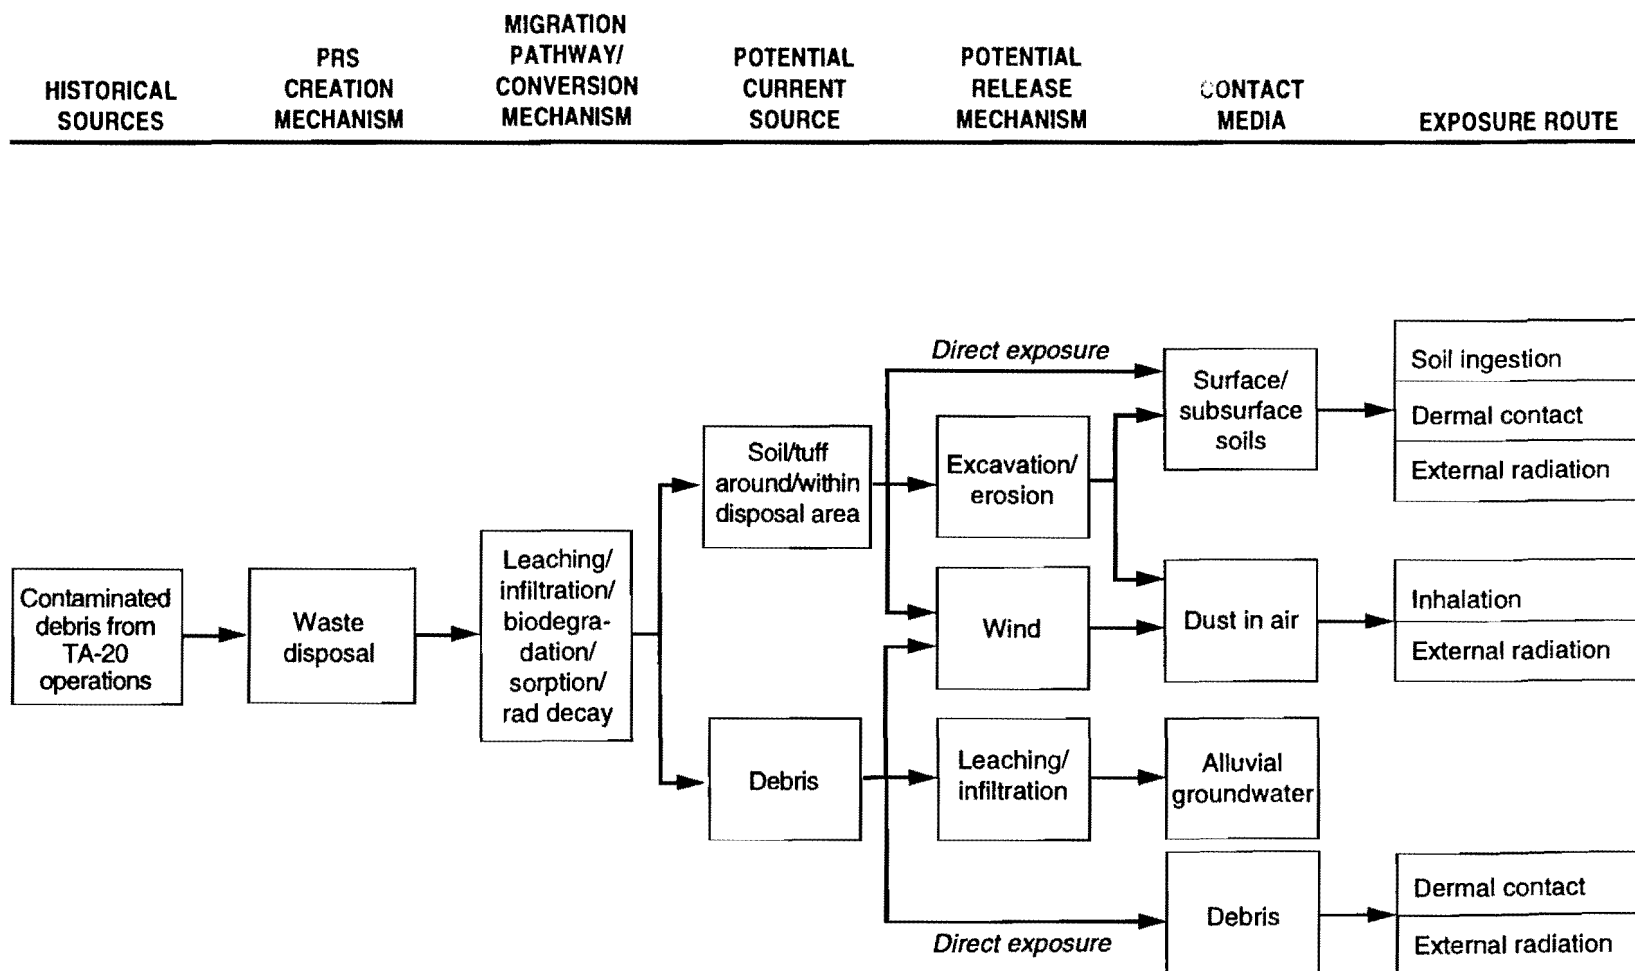 HISTORICAL
SOURCES
PRS
CREATION
MECHANISM
MIGRATION
PATHWAY/
CONVERSION
MECHANISM
POTENTIAL
CURRENT
SOURCE
POTENTIAL
RELEASE
MECHANISM
CONTACT
MEDIA
EXPOSURE ROUTE
Contaminated
debris from
TA-20
operations
Waste
disposal
Leaching/
infiltration/
biodegra-
dation/
sorption/
rad decay
Soil/tuff
around/within
disposal area
Debris
Direct exposure
Excavation/
erosion
Wind
Leaching/
infiltration
Direct exposure
Surface/
subsurface
soils
Dust in air
Alluvial
groundwater
Debris
Soil ingestion
Dermal contact
External radiation
Inhalation
External radiation
Dermal contact
External radiation